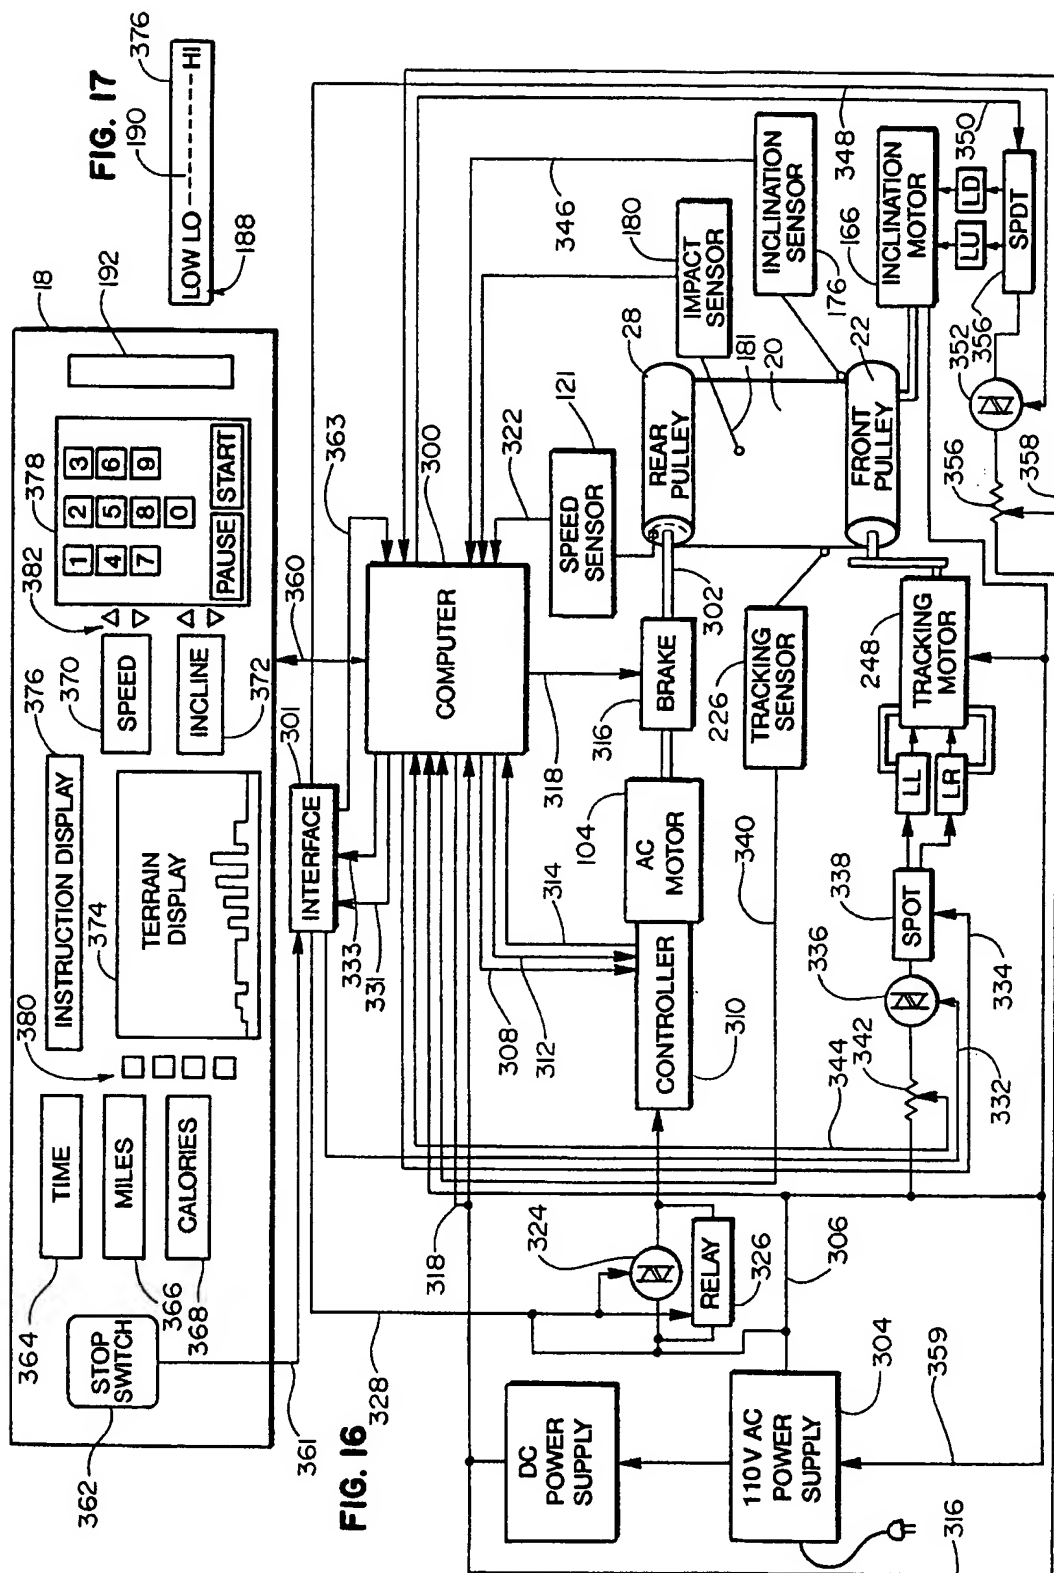 FIG. 17
376
190
LOW LO --------- HI
188
18
192
378
1 2 3
4 5 6
7 8 9
0
PAUSE START
382
376
370
SPEED
INCLINE
372
INSTRUCTION DISPLAY
374
TERRAIN
DISPLAY
380
TIME
MILES
CALORIES
364
366
368
STOP
SWITCH
362
361
FIG. 16
363
360
301
INTERFACE
333
331
328
300
COMPUTER
322
121
SPEED
SENSOR
346
180
IMPACT
SENSOR
181
INCLINATION
SENSOR
176
348
350
166
INCLINATION
MOTOR
LU
LD
SPDT
356
352
356
358
28
REAR
PULLEY
20
22
FRONT
PULLEY
302
318
316
BRAKE
104
AC
MOTOR
314
308
312
CONTROLLER
310
226
TRACKING
SENSOR
340
248
TRACKING
MOTOR
LL
LR
338
SPOT
336
334
342
344
332
318
324
RELAY
326
306
DC
POWER
SUPPLY
110V AC
POWER
SUPPLY
304
359
316